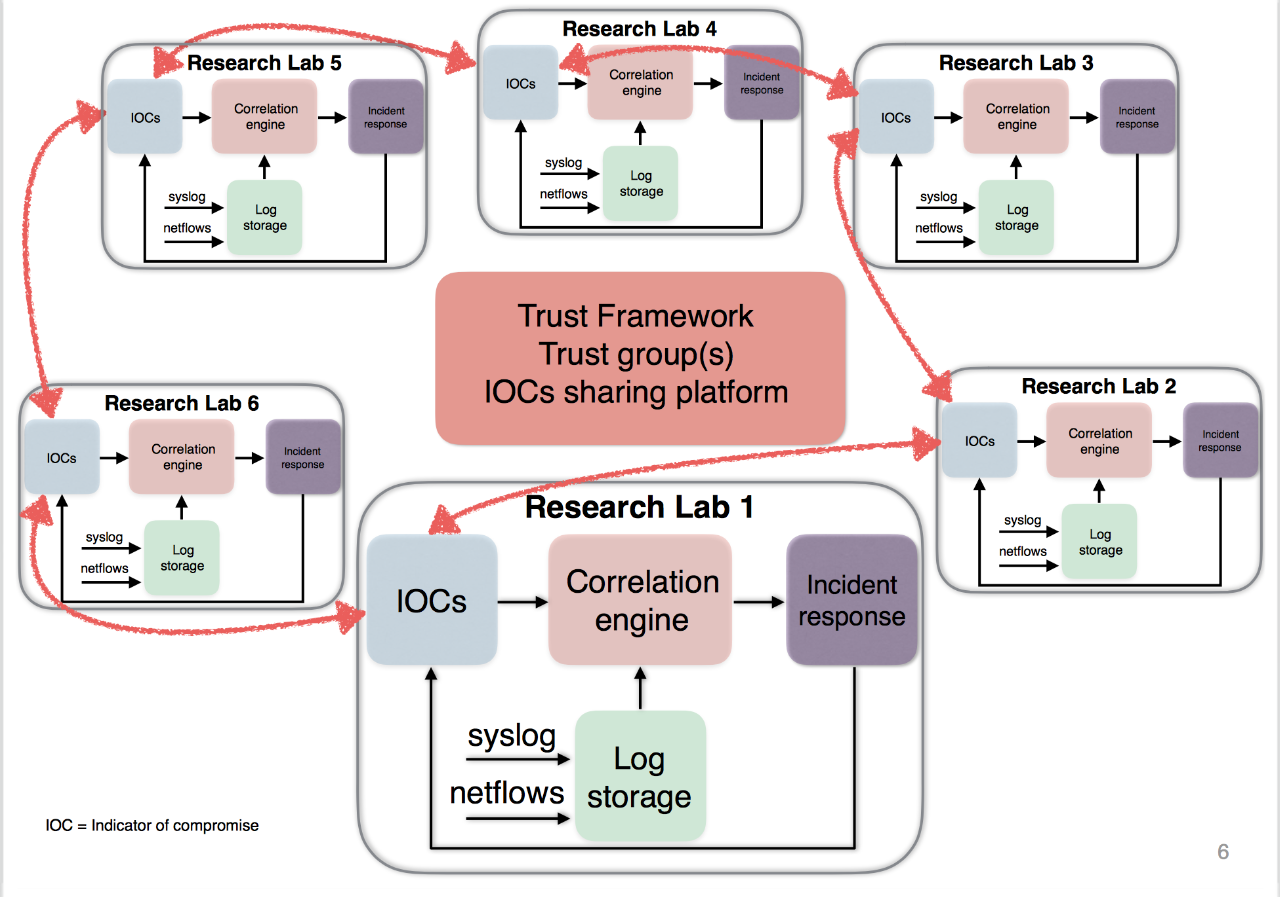 Research Lab 4
IOCs
Correlation
engine
Incident
response
syslog
netflows
Log
storage
Research Lab 5
IOCs
Correlation
engine
Incident
response
syslog
netflows
Log
storage
Research Lab 3
IOCs
Correlation
engine
Incident
response
syslog
netflows
Log
storage
Trust Framework
Trust group(s)
IOCs sharing platform
Research Lab 6
IOCs
Correlation
engine
Incident
response
syslog
netflows
Log
storage
Research Lab 2
IOCs
Correlation
engine
Incident
response
syslog
netflows
Log
storage
Research Lab 1
IOCs
Correlation
engine
Incident
response
syslog
netflows
Log
storage
IOC = Indicator of compromise
6